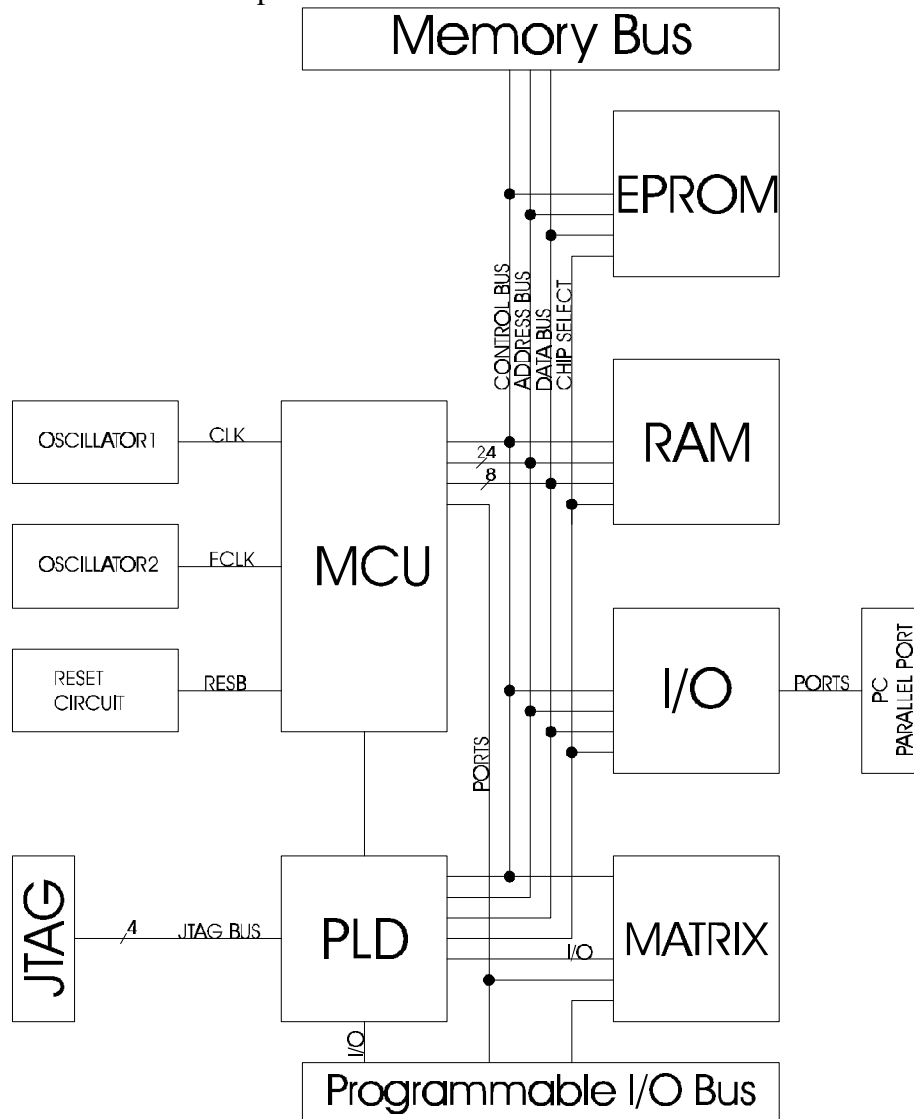 Memory Bus
EPROM
CONTROL BUS
ADDRESS BUS
DATA BUS
CHIP SELECT
OSCILLATOR1
CLK
24
8
RAM
MCU
OSCILLATOR2
FCLK
RESET
CIRCUIT
RESB
I/O
PORTS
PC
PARALLEL PORT
PORTS
JTAG
4
JTAG BUS
PLD
I/O
MATRIX
I/O
Programmable I/O Bus